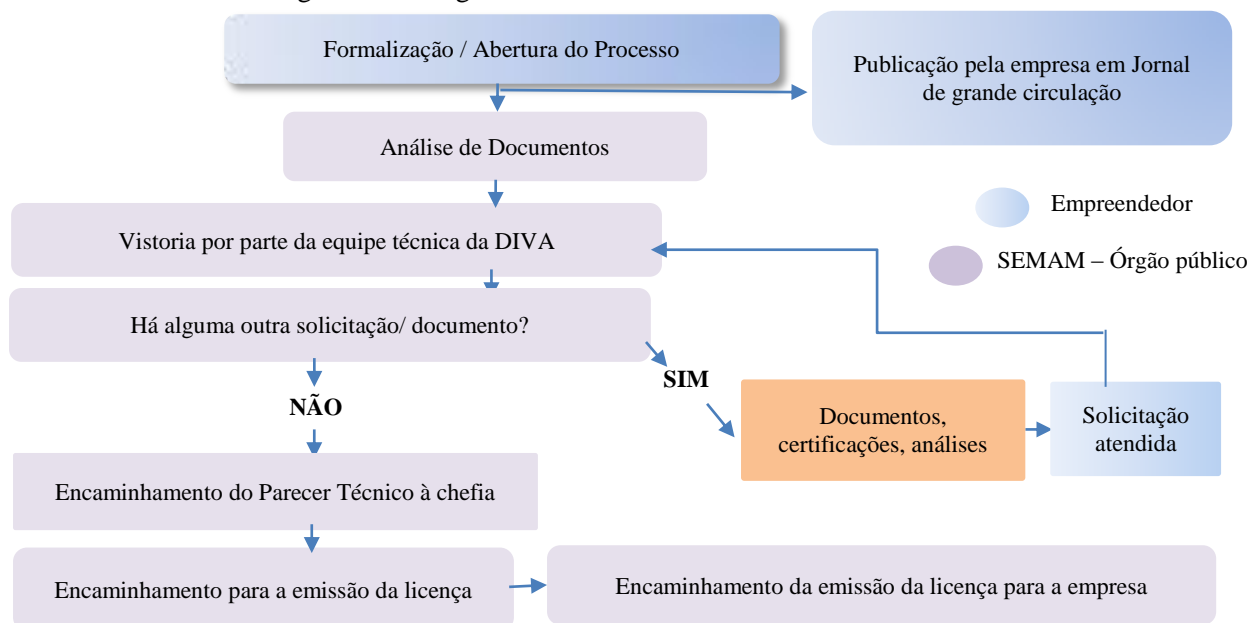 Formalização / Abertura do Processo
Publicação pela empresa em Jornal
de grande circulação
Análise de Documentos
Empreendedor
Vistoria por parte da equipe técnica da DIVA
SEMAM – Órgão público
Há alguma outra solicitação/ documento?
SIM
NÃO
Documentos,
certificações, análises
Solicitação
atendida
Encaminhamento do Parecer Técnico à chefia
Encaminhamento para a emissão da licença
Encaminhamento da emissão da licença para a empresa